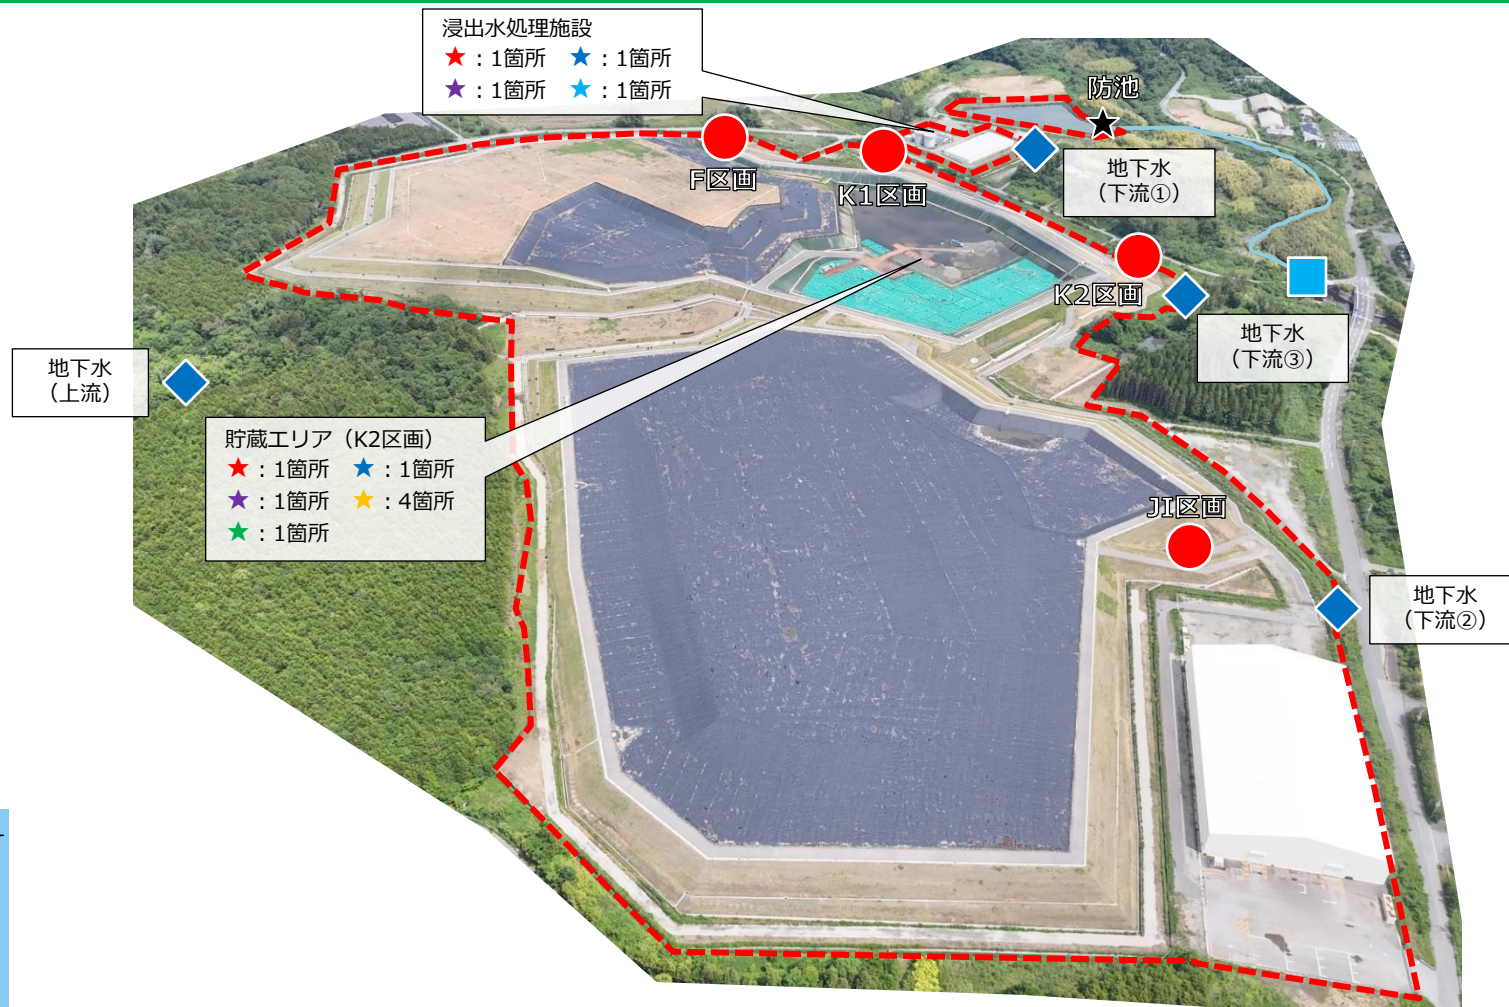 浸出水処理施設
★：1箇所 ★：1箇所
★：1箇所 ★：1箇所
防池
F区画
K1区画
地下水
（下流①）
K2区画
地下水
（下流③）
地下水
（上流）
貯蔵エリア（K2区画）
★：1箇所 ★：1箇所
★：1箇所 ★：4箇所
★：1箇所
JI区画
地下水
（下流②）